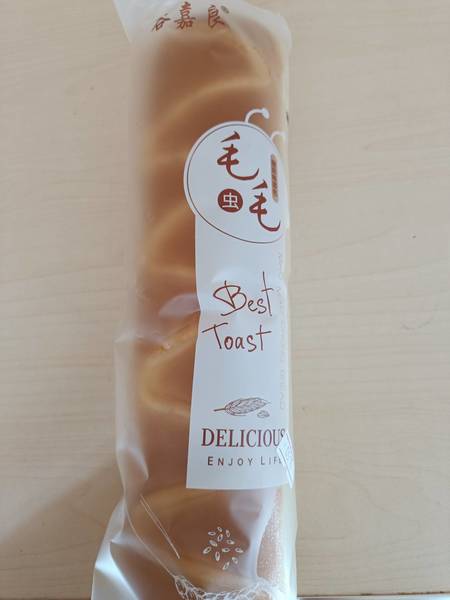 谷嘉良
毛毛
虫
Best
Toast
DELICIOUS
ENJOY LIFE